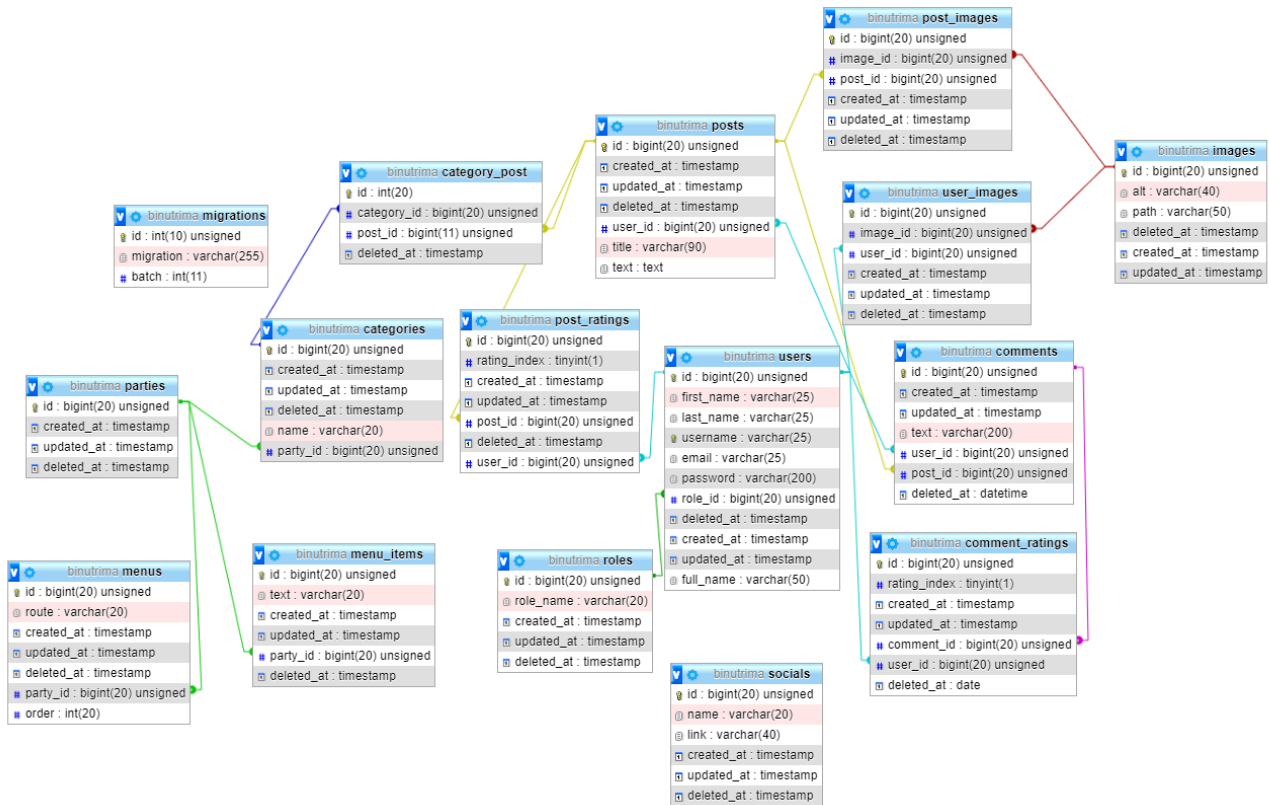 binutrima post_images
id : bigint(20) unsigned
image_id : bigint(20) unsigned
post_id : bigint(20) unsigned
created_at : timestamp
updated_at : timestamp
deleted_at : timestamp
binutrima posts
id : bigint(20) unsigned
created_at : timestamp
updated_at : timestamp
deleted_at : timestamp
user_id : bigint(20) unsigned
title : varchar(90)
text : text
binutrima images
id : bigint(20) unsigned
alt : varchar(40)
path : varchar(50)
deleted_at : timestamp
created_at : timestamp
updated_at : timestamp
binutrima category_post
id : int(20)
category_id : bigint(20) unsigned
post_id : bigint(11) unsigned
deleted_at : timestamp
binutrima user_images
id : bigint(20) unsigned
image_id : bigint(20) unsigned
user_id : bigint(20) unsigned
created_at : timestamp
updated_at : timestamp
deleted_at : timestamp
binutrima migrations
id : int(10) unsigned
migration : varchar(255)
batch : int(11)
binutrima categories
id : bigint(20) unsigned
created_at : timestamp
updated_at : timestamp
deleted_at : timestamp
name : varchar(20)
party_id : bigint(20) unsigned
binutrima post_ratings
id : bigint(20) unsigned
rating_index : tinyint(1)
created_at : timestamp
updated_at : timestamp
post_id : bigint(20) unsigned
deleted_at : timestamp
user_id : bigint(20) unsigned
binutrima users
id : bigint(20) unsigned
first_name : varchar(25)
last_name : varchar(25)
username : varchar(25)
email : varchar(25)
password : varchar(200)
role_id : bigint(20) unsigned
deleted_at : timestamp
created_at : timestamp
updated_at : timestamp
full_name : varchar(50)
binutrima comments
id : bigint(20) unsigned
created_at : timestamp
updated_at : timestamp
text : varchar(200)
user_id : bigint(20) unsigned
post_id : bigint(20) unsigned
deleted_at : datetime
binutrima parties
id : bigint(20) unsigned
created_at : timestamp
updated_at : timestamp
deleted_at : timestamp
binutrima comment_ratings
id : bigint(20) unsigned
rating_index : tinyint(1)
created_at : timestamp
updated_at : timestamp
comment_id : bigint(20) unsigned
user_id : bigint(20) unsigned
deleted_at : date
binutrima menu_items
id : bigint(20) unsigned
text : varchar(20)
created_at : timestamp
updated_at : timestamp
party_id : bigint(20) unsigned
deleted_at : timestamp
binutrima roles
id : bigint(20) unsigned
role_name : varchar(20)
created_at : timestamp
updated_at : timestamp
deleted_at : timestamp
binutrima menus
id : bigint(20) unsigned
route : varchar(20)
created_at : timestamp
updated_at : timestamp
deleted_at : timestamp
party_id : bigint(20) unsigned
order : int(20)
binutrima socials
id : bigint(20) unsigned
name : varchar(20)
link : varchar(40)
created_at : timestamp
updated_at : timestamp
deleted_at : timestamp